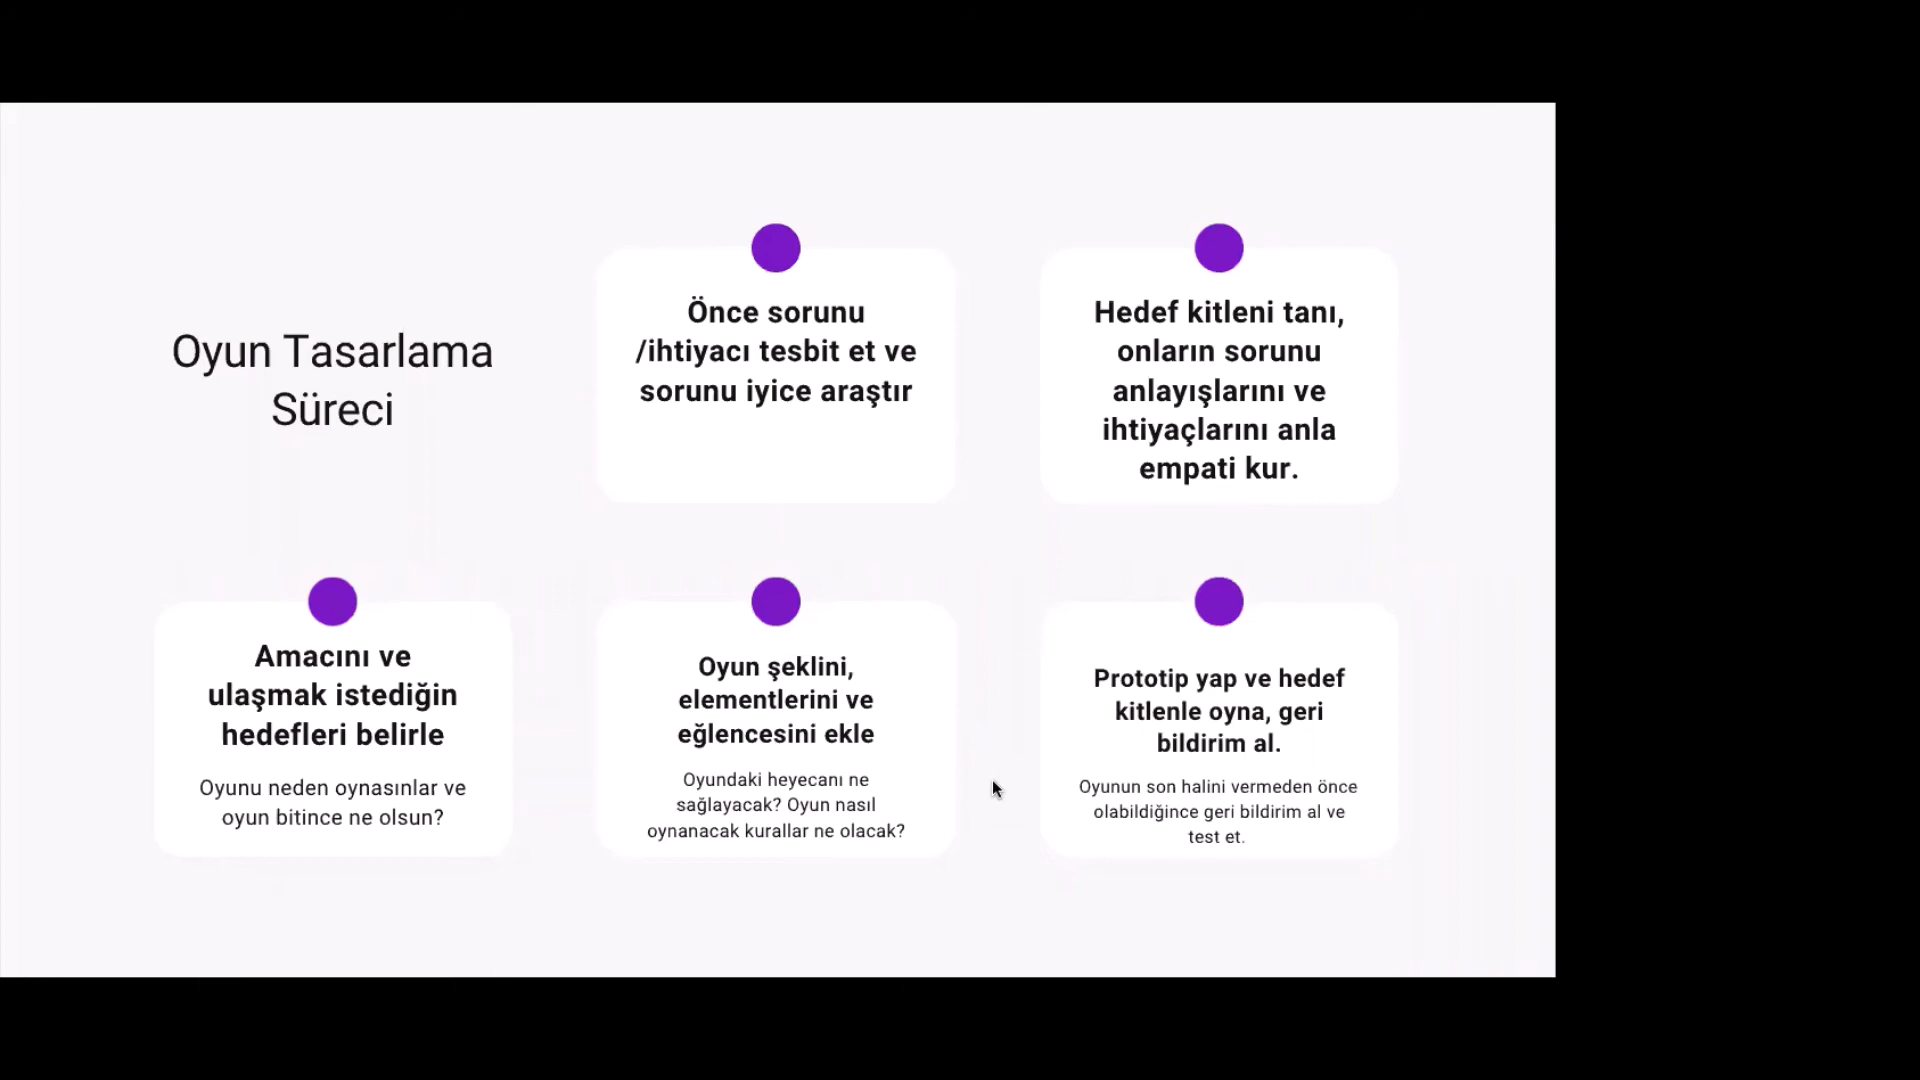 Oyun Tasarlama
Süreci
Önce sorunu
/ihtiyacı tesbit et ve
sorunu iyice araştır
Hedef kitleni tanı,
onların sorunu
anlayışlarını ve
ihtiyaçlarını anla
empati kur.
Amacını ve
ulaşmak istediğin
hedefleri belirle
Oyunu neden oynasınlar ve
oyun bitince ne olsun?
Oyun şeklini,
elementlerini ve
eğlencesini ekle
Oyundaki heyecanı ne
sağlayacak? Oyun nasıl
oynanacak kurallar ne olacak?
Prototip yap ve hedef
kitlenle oyna, geri
bildirim al.
Oyunun son halini vermeden önce
olabildiğince geri bildirim al ve
test et.